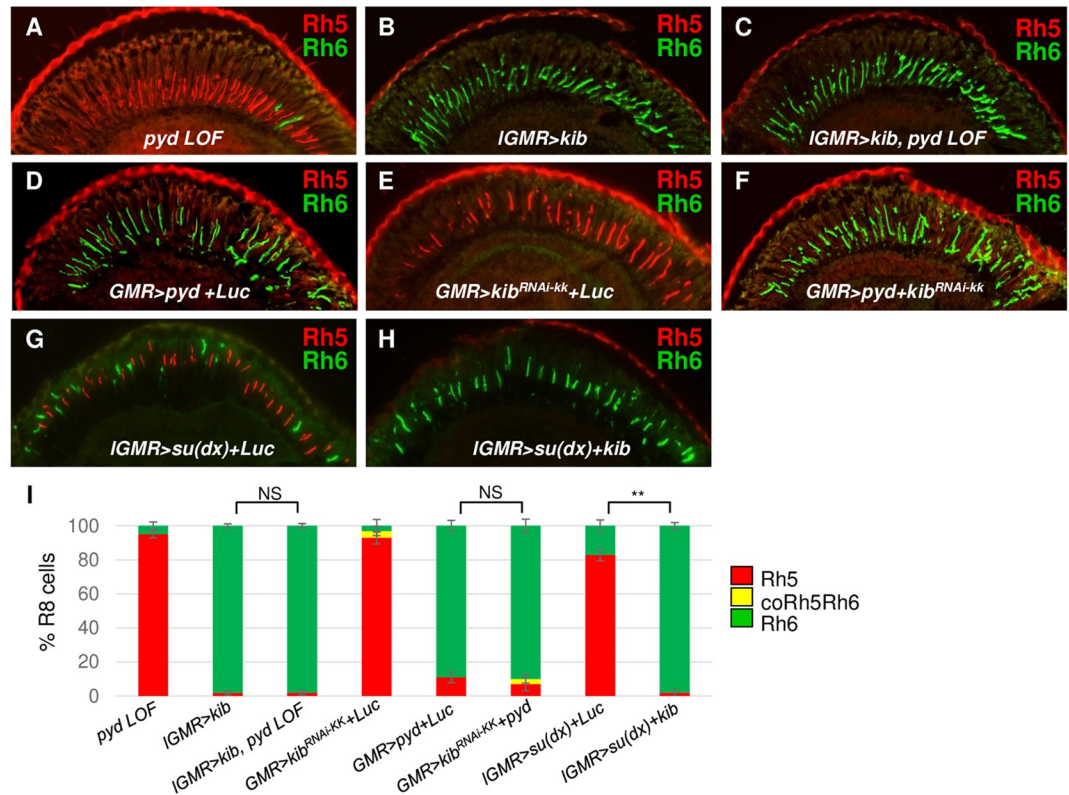 A Rh5
Rh6
pyd LOF
B Rh5
Rh6
lGMR>kib
C Rh5
Rh6
lGMR>kib, pyd LOF
D Rh5
Rh6
GMR>pyd +Luc
E Rh5
Rh6
GMR>kibRNAi-kk+Luc
F Rh5
Rh6
GMR>pyd+kibRNAi-kk
G Rh5
Rh6
lGMR>su(dx)+Luc
H Rh5
Rh6
lGMR>su(dx)+kib
I
NS
NS
**
100
80
60
40
20
0
% R8 cells
Rh5
coRh5Rh6
Rh6
pyd LOF
lGMR>kib
lGMR>kib, pyd LOF
GMR>kibRNAi-KK+Luc
GMR>pyd+Luc
GMR>kibRNAi-KK+pyd
lGMR>su(dx)+Luc
lGMR>su(dx)+kib